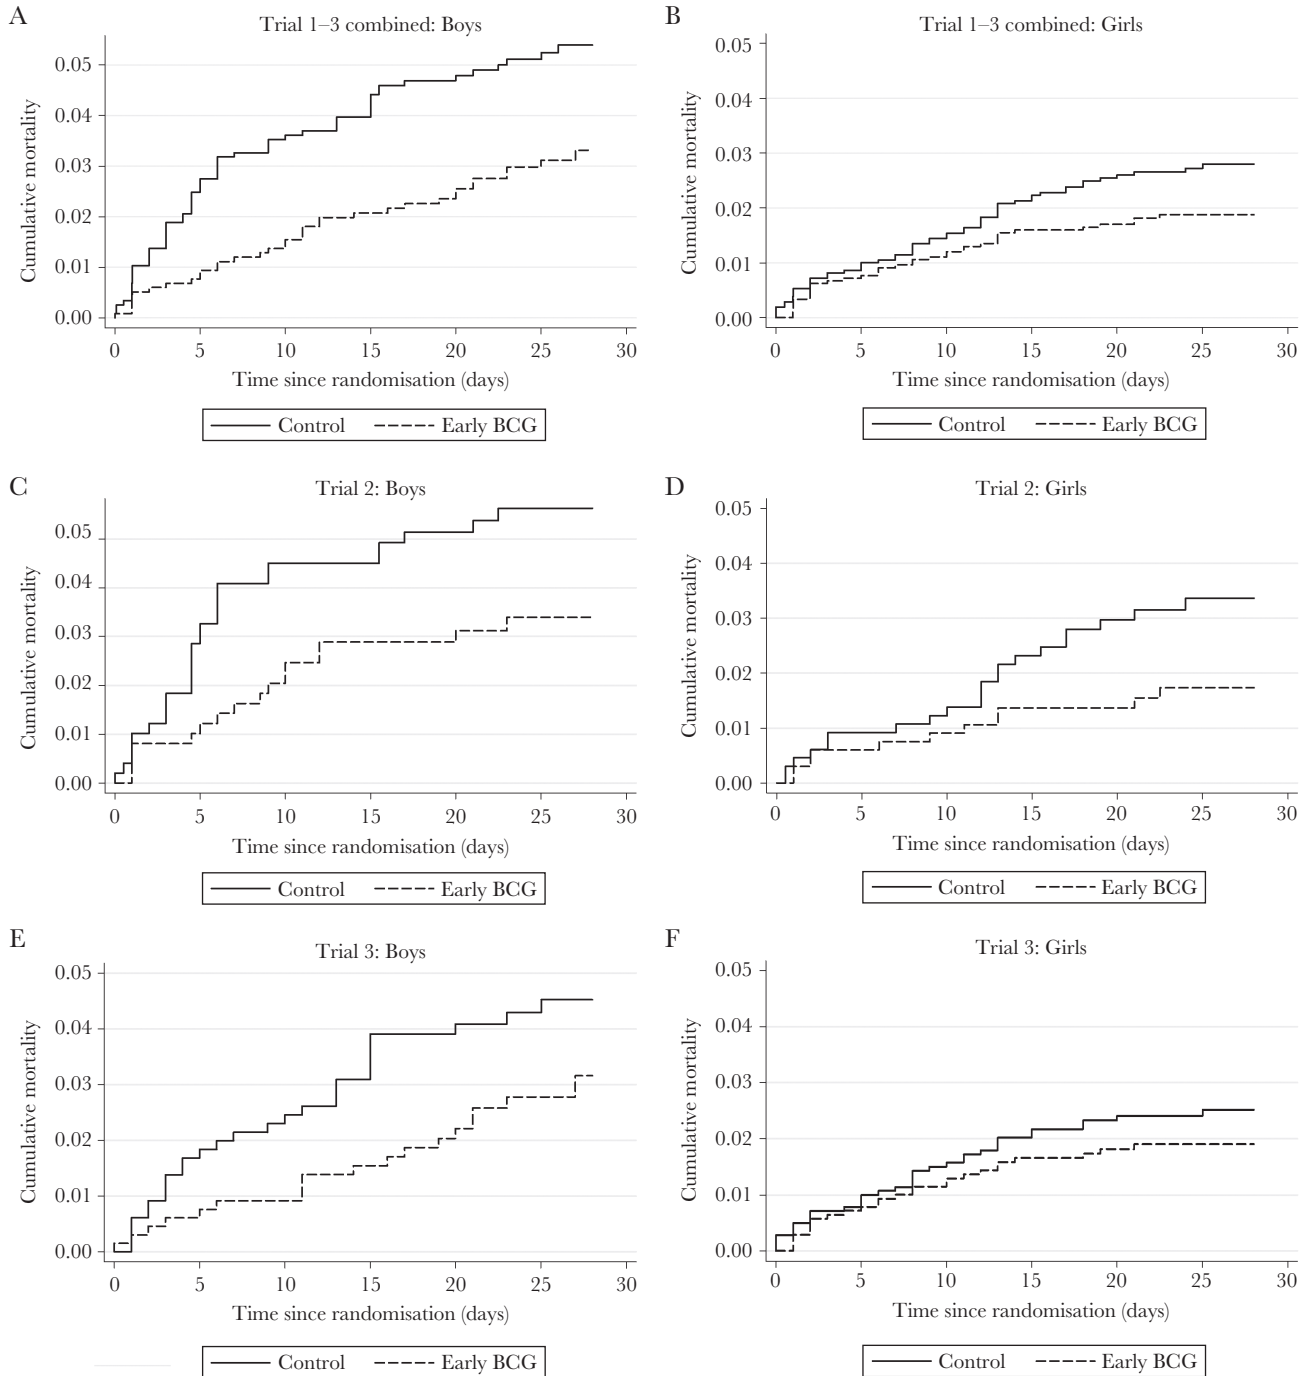 A
Trial 1–3 combined: Boys
Cumulative mortality
0.05
0.04
0.03
0.02
0.01
0.00
0 5 10 15 20 25 30
Time since randomisation (days)
Control Early BCG
B
Trial 1–3 combined: Girls
Cumulative mortality
0.05
0.04
0.03
0.02
0.01
0.00
0 5 10 15 20 25 30
Time since randomisation (days)
Control Early BCG
C
Trial 2: Boys
Cumulative mortality
0.05
0.04
0.03
0.02
0.01
0.00
0 5 10 15 20 25 30
Time since randomisation (days)
Control Early BCG
D
Trial 2: Girls
Cumulative mortality
0.05
0.04
0.03
0.02
0.01
0.00
0 5 10 15 20 25 30
Time since randomisation (days)
Control Early BCG
E
Trial 3: Boys
Cumulative mortality
0.05
0.04
0.03
0.02
0.01
0.00
0 5 10 15 20 25 30
Time since randomisation (days)
Control Early BCG
F
Trial 3: Girls
Cumulative mortality
0.05
0.04
0.03
0.02
0.01
0.00
0 5 10 15 20 25 30
Time since randomisation (days)
Control Early BCG